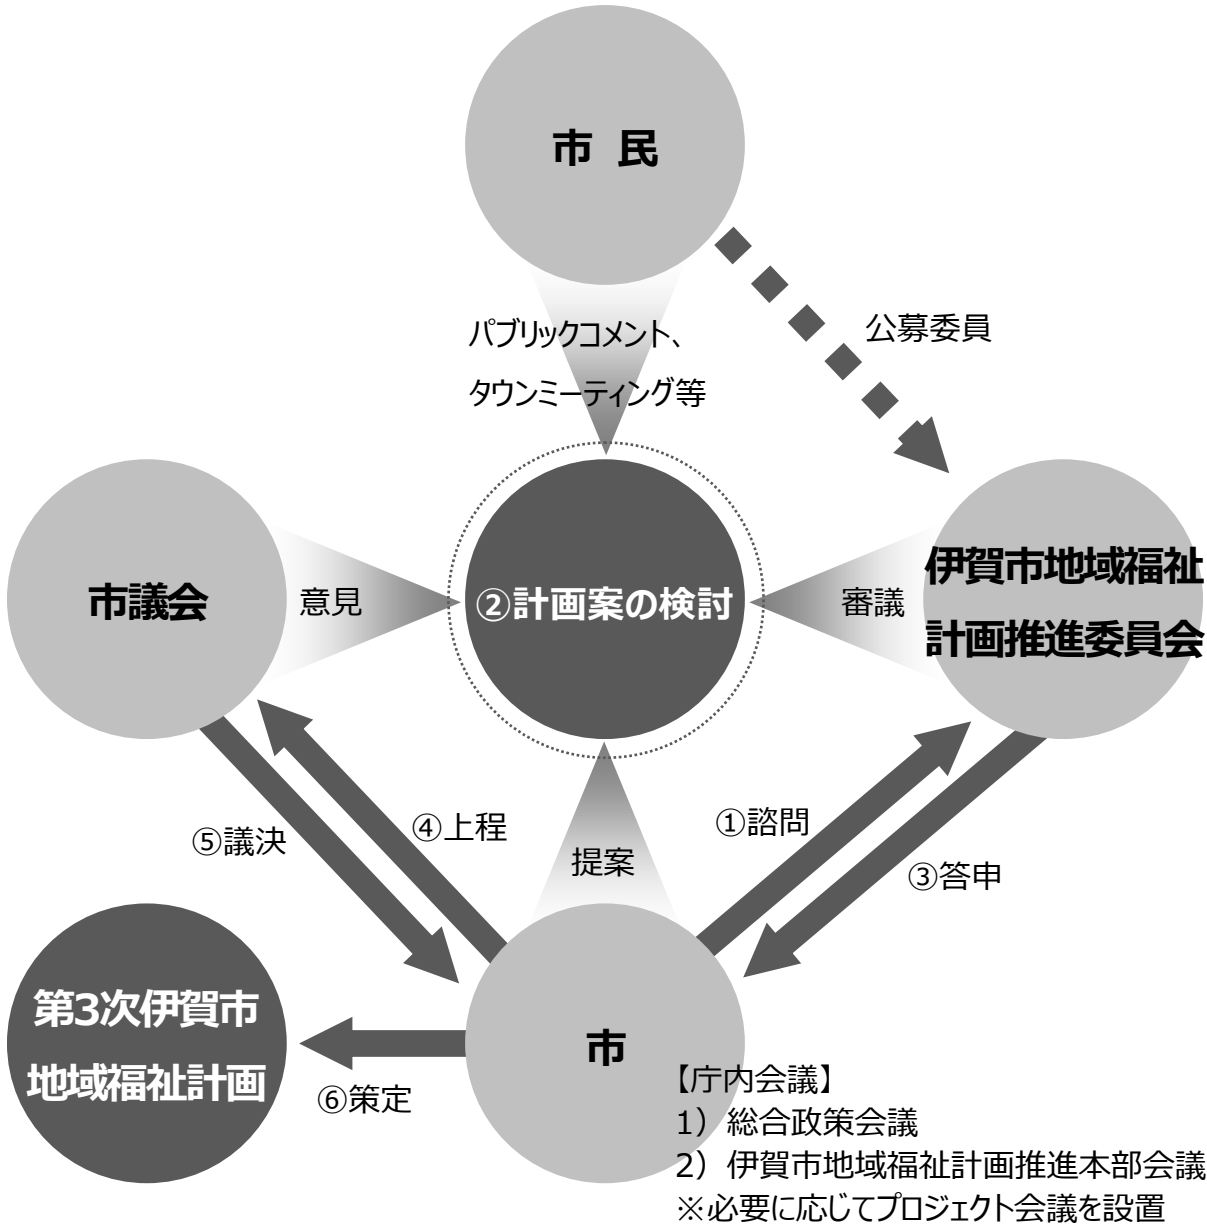 市 民
公募委員
パブリックコメント、
タウンミーティング等
市議会
意見
②計画案の検討
審議
伊賀市地域福祉
計画推進委員会
⑤議決
④上程
提案
①諮問
③答申
第3次伊賀市
地域福祉計画
⑥策定
市
【庁内会議】
1）総合政策会議
2）伊賀市地域福祉計画推進本部会議
※必要に応じてプロジェクト会議を設置